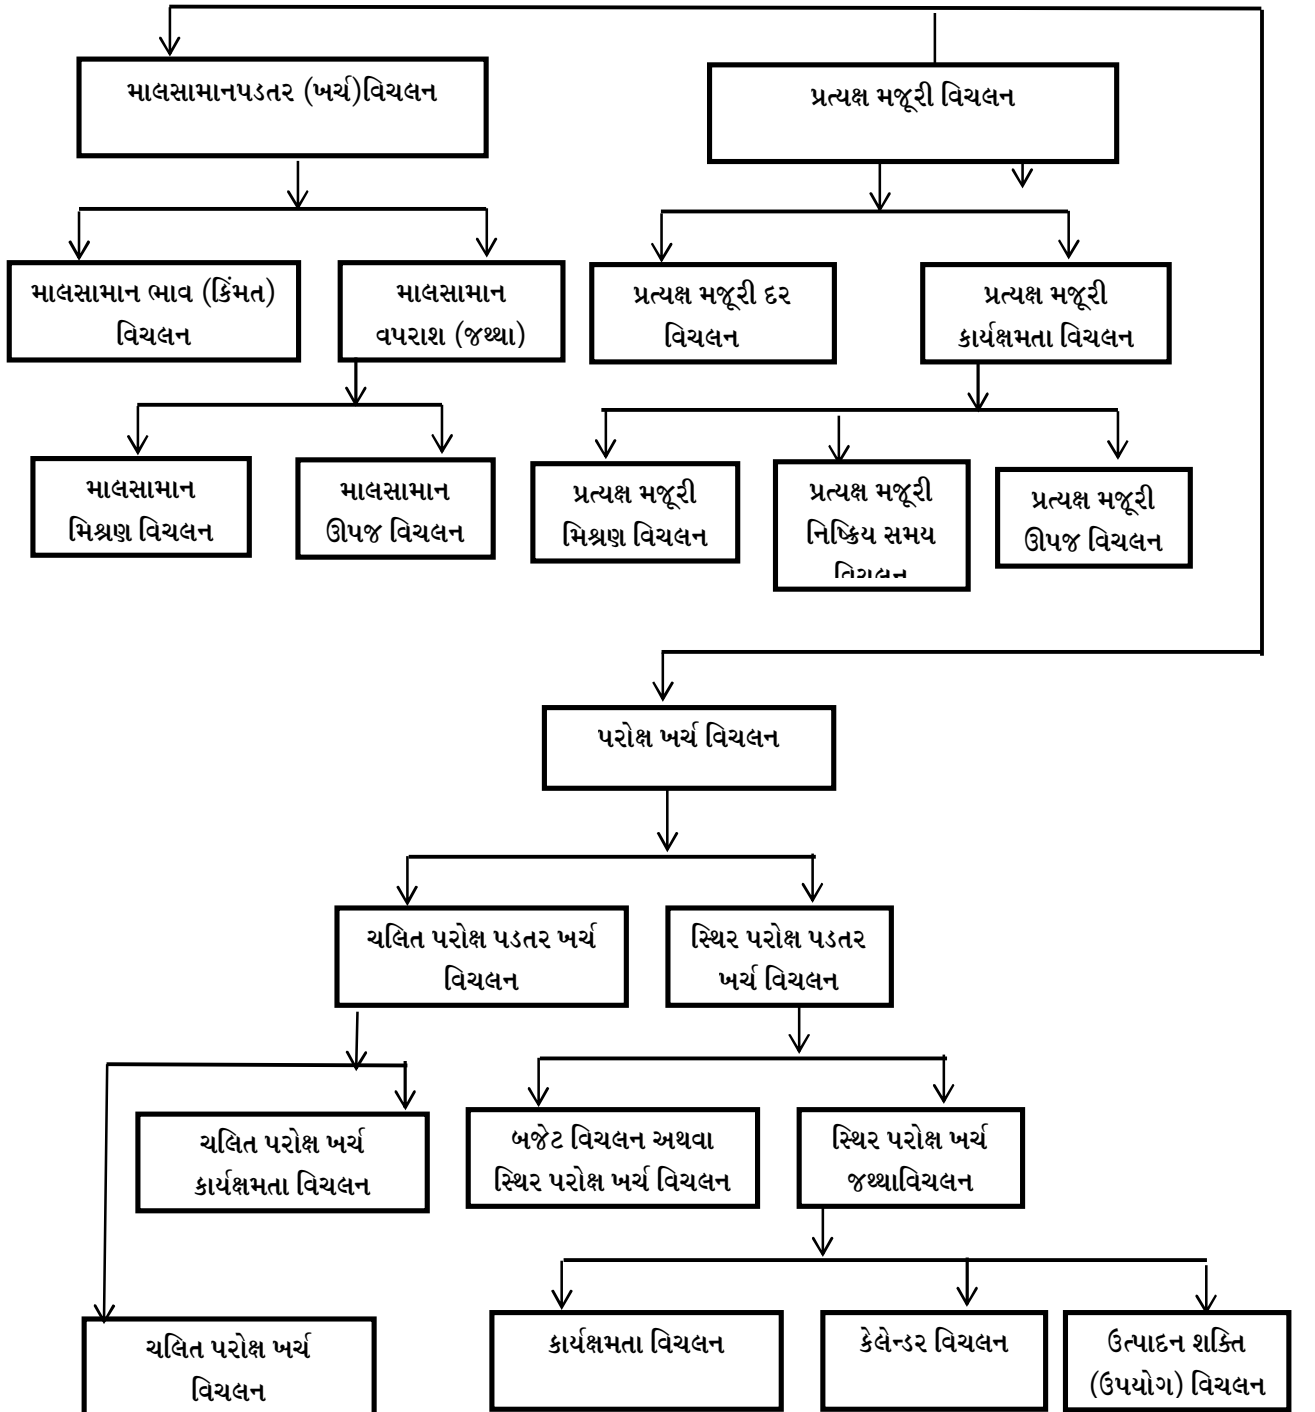 માલસામાનપડતર (ખર્ચ)વિચલન
પ્રત્યક્ષ મજૂરી વિચલન
માલસામાન ભાવ (કિંમત)
વિચલન
માલસામાન
વપરાશ (જથ્થા)
પ્રત્યક્ષ મજૂરી દર
વિચલન
પ્રત્યક્ષ મજૂરી
કાર્યક્ષમતા વિચલન
માલસામાન
મિશ્રણ વિચલન
માલસામાન
ઊપજ વિચલન
પ્રત્યક્ષ મજૂરી
મિશ્રણ વિચલન
પ્રત્યક્ષ મજૂરી
નિષ્ક્રિય સમય
વિચલન
પ્રત્યક્ષ મજૂરી
ઊપજ વિચલન
પરોક્ષ ખર્ચ વિચલન
ચલિત પરોક્ષ પડતર ખર્ચ
વિચલન
સ્થિર પરોક્ષ પડતર
ખર્ચ વિચલન
ચલિત પરોક્ષ ખર્ચ
કાર્યક્ષમતા વિચલન
બજેટ વિચલન અથવા
સ્થિર પરોક્ષ ખર્ચ વિચલન
સ્થિર પરોક્ષ ખર્ચ
જથ્થાવિચલન
ચલિત પરોક્ષ ખર્ચ
વિચલન
કાર્યક્ષમતા વિચલન
કેલેન્ડર વિચલન
ઉત્પાદન શક્તિ
(ઉપયોગ) વિચલન